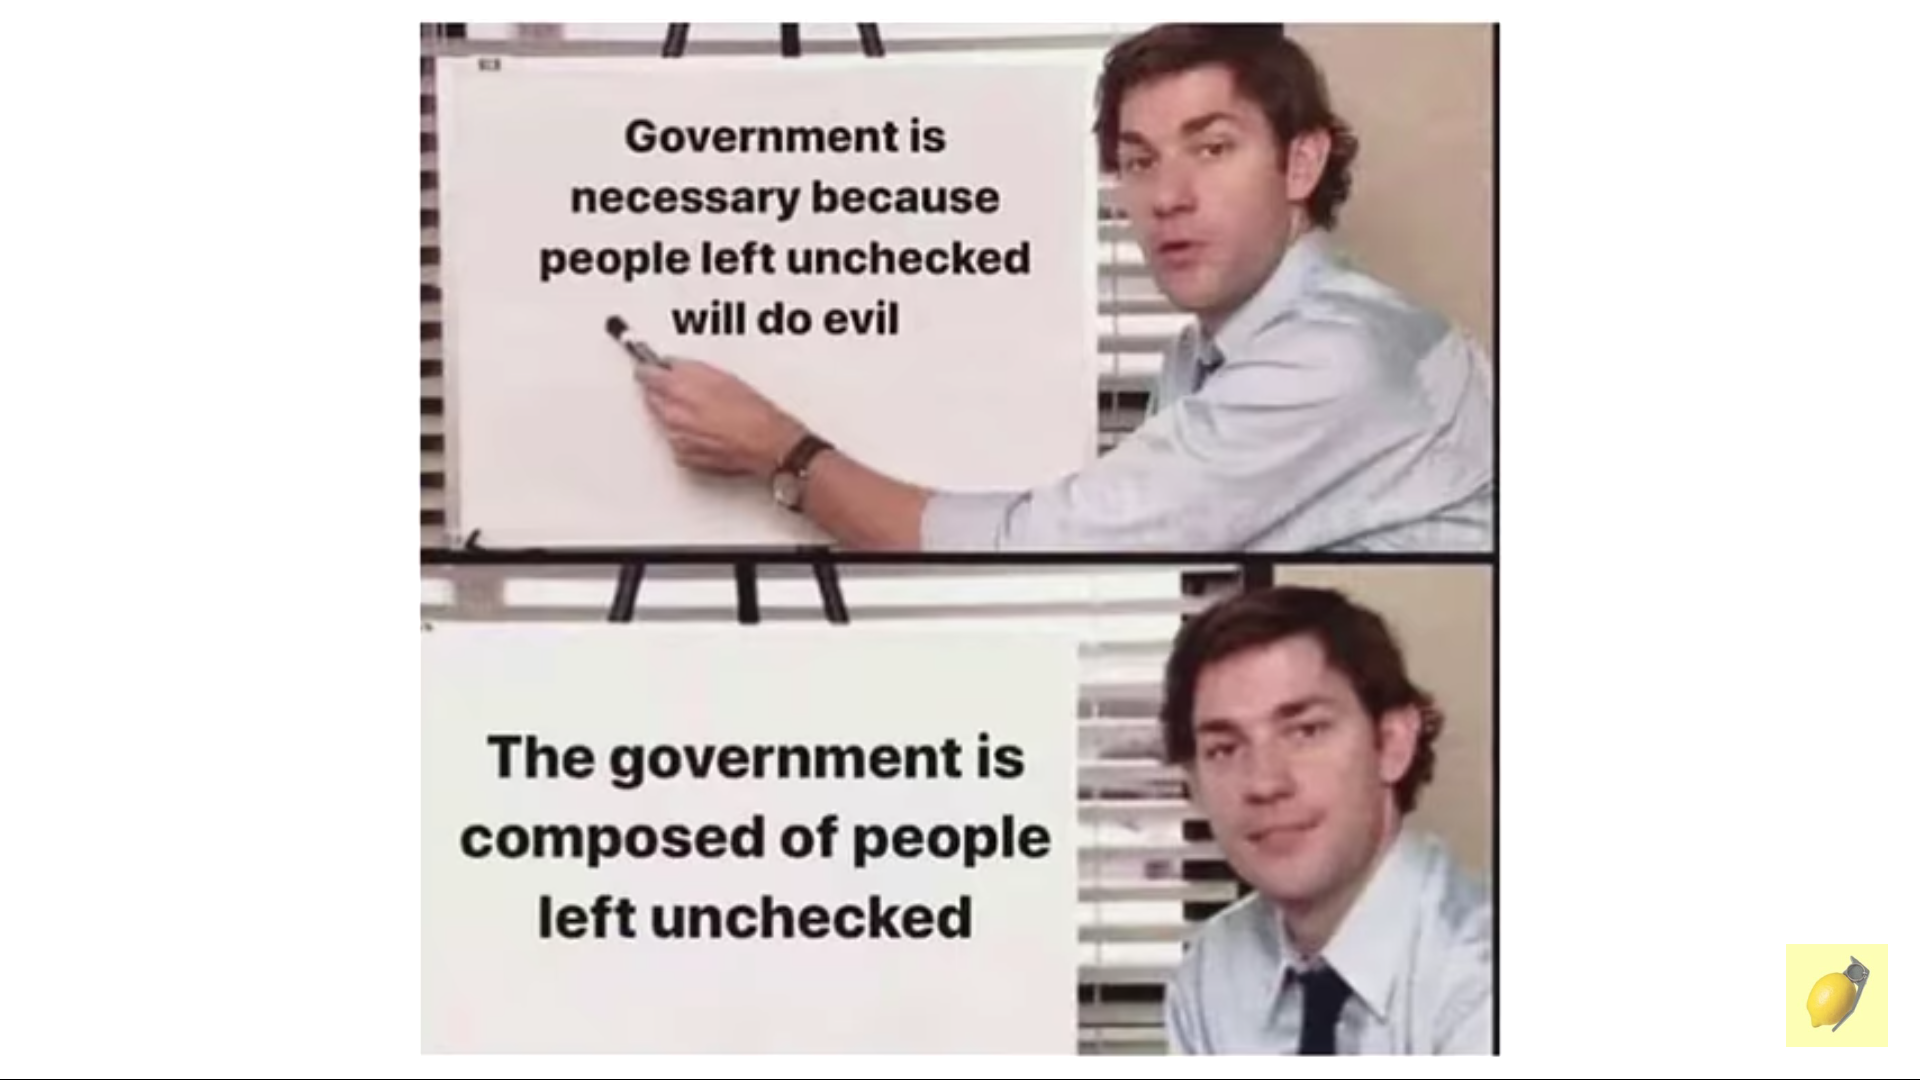 Government is
necessary because
people left unchecked
will do evil
The government is
composed of people
left unchecked